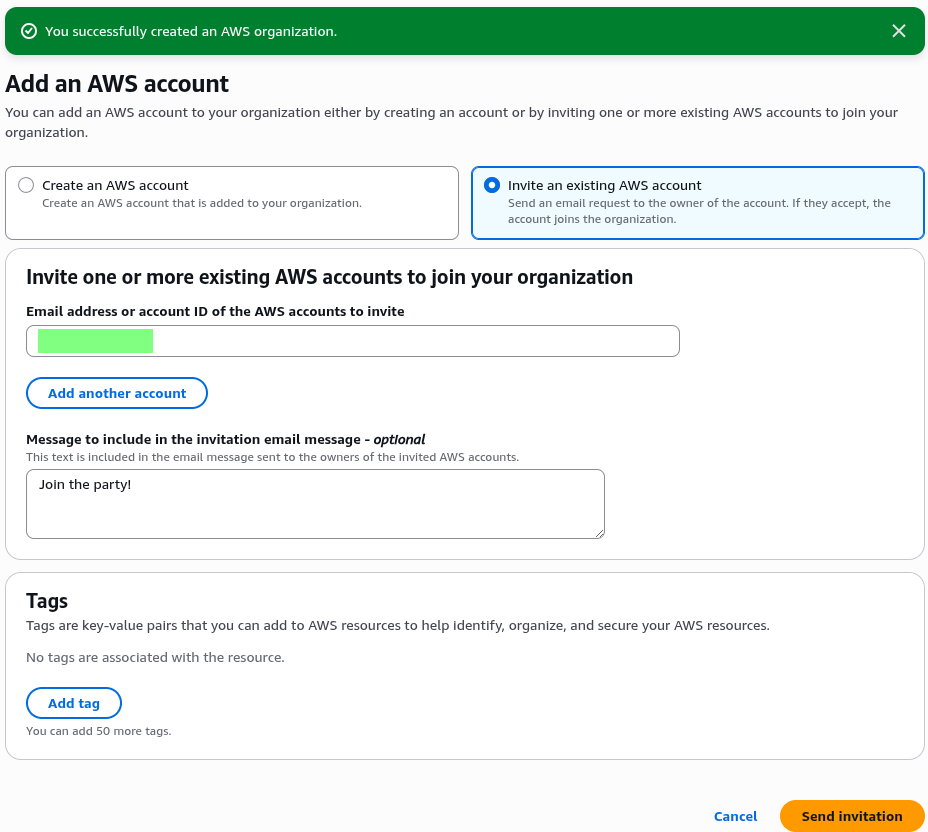 You successfully created an AWS organization.
Add an AWS account
You can add an AWS account to your organization either by creating an account or by inviting one or more existing AWS accounts to join your
organization.
Create an AWS account
Create an AWS account that is added to your organization.
Invite an existing AWS account
Send an email request to the owner of the account. If they accept, the
account joins the organization.
Invite one or more existing AWS accounts to join your organization
Email address or account ID of the AWS accounts to invite
Add another account
Message to include in the invitation email message - optional
This text is included in the email message sent to the owners of the invited AWS accounts.
Join the party!
Tags
Tags are key-value pairs that you can add to AWS resources to help identify, organize, and secure your AWS resources.
No tags are associated with the resource.
Add tag
You can add 50 more tags.
Cancel
Send invitation